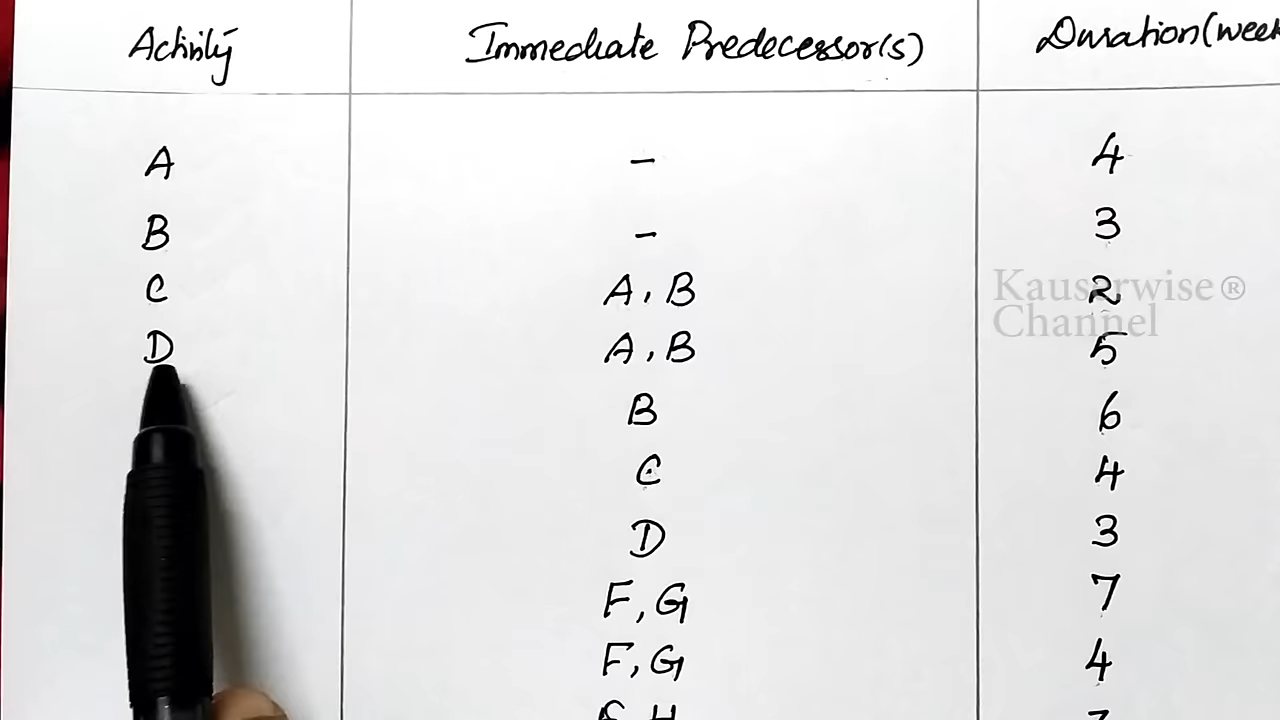 Activity Immediate Predecessor(s) Duration(week
A - 4
B - 3
C A, B 2
D A, B 5
B 6
C 4
D 3
F, G 7
F, G 4
Kauserwise®
Channel